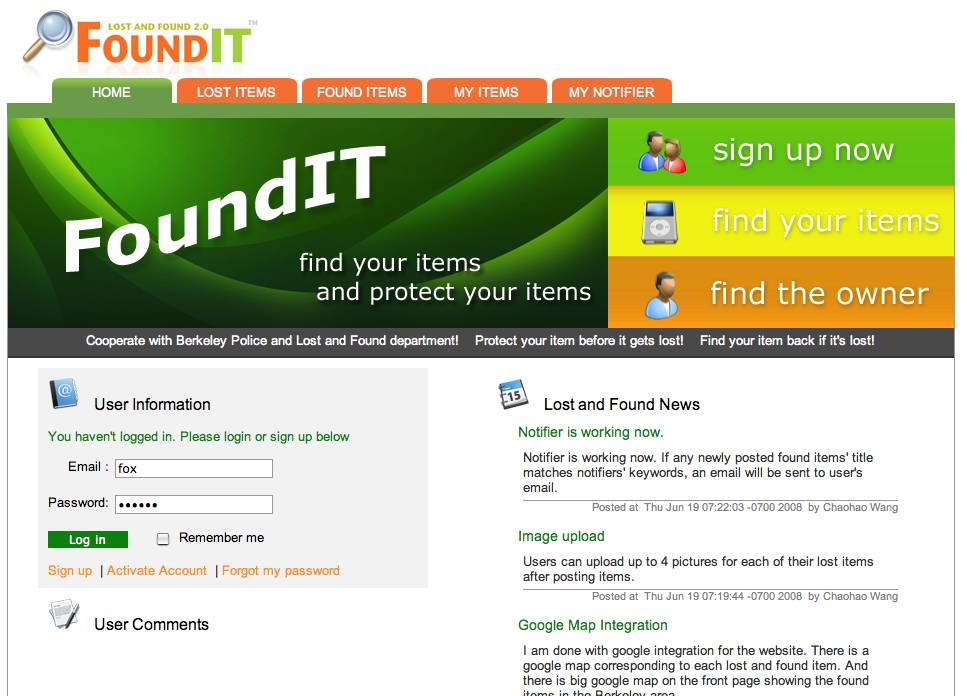 LOST AND FOUND 2.0
FOUNDIT™
HOME
LOST ITEMS
FOUND ITEMS
MY ITEMS
MY NOTIFIER
FoundIT
find your items
and protect your items
sign up now
find your items
find the owner
Cooperate with Berkeley Police and Lost and Found department! Protect your item before it gets lost! Find your item back if it's lost!
User Information
You haven't logged in. Please login or sign up below
Email : fox
Password: ••••••
Log in Remember me
Sign up | Activate Account | Forgot my password
User Comments
15
Lost and Found News
Notifier is working now.
Notifier is working now. If any newly posted found items' title
matches notifiers' keywords, an email will be sent to user's
email.
Posted at Thu Jun 19 07:22:03 -0700 2008 by Chaohao Wang
Image upload
Users can upload up to 4 pictures for each of their lost items
after posting items.
Posted at Thu Jun 19 07:19:44 -0700 2008 by Chaohao Wang
Google Map Integration
I am done with google integration for the website. There is a
google map corresponding to each lost and found item. And
there is big google map on the front page showing the found
items in the Berkeley area